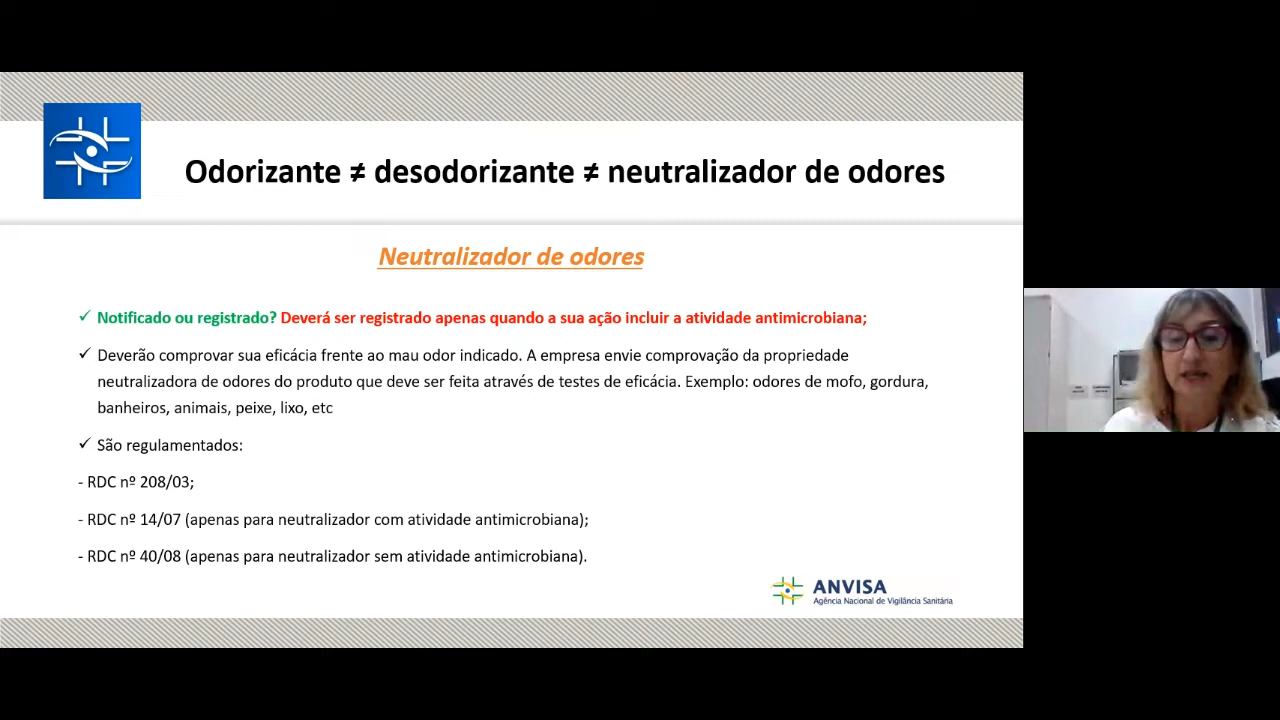 Odorizante ≠ desodorizante ≠ neutralizador de odores
Neutralizador de odores
✓ Notificado ou registrado? Deverá ser registrado apenas quando a sua ação incluir a atividade antimicrobiana;
✓ Deverão comprovar sua eficácia frente ao mau odor indicado. A empresa envie comprovação da propriedade
neutralizadora de odores do produto que deve ser feita através de testes de eficácia. Exemplo: odores de mofo, gordura,
banheiros, animais, peixe, lixo, etc
✓ São regulamentados:
- RDC nº 208/03;
- RDC nº 14/07 (apenas para neutralizador com atividade antimicrobiana);
- RDC nº 40/08 (apenas para neutralizador sem atividade antimicrobiana).
ANVISA
Agência Nacional de Vigilância Sanitária